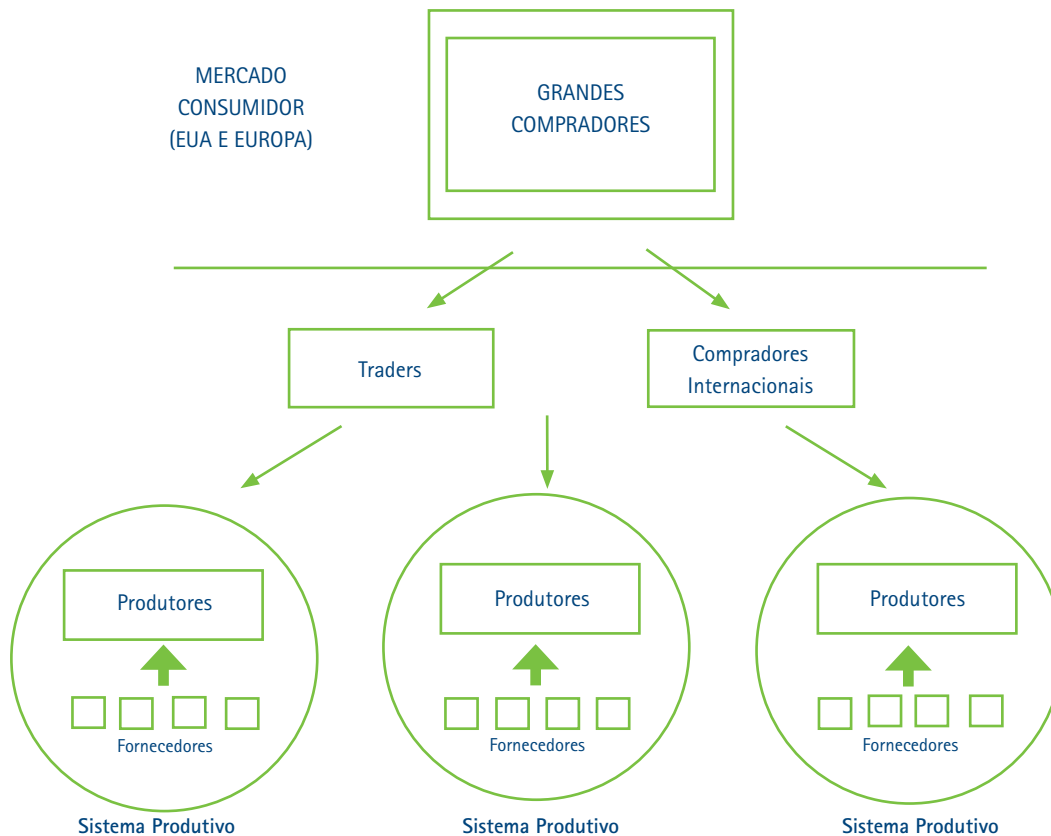 MERCADO
CONSUMIDOR
(EUA E EUROPA)
GRANDES
COMPRADORES
Traders
Compradores
Internacionais
Produtores
Produtores
Produtores
Fornecedores
Fornecedores
Fornecedores
Sistema Produtivo
Sistema Produtivo
Sistema Produtivo